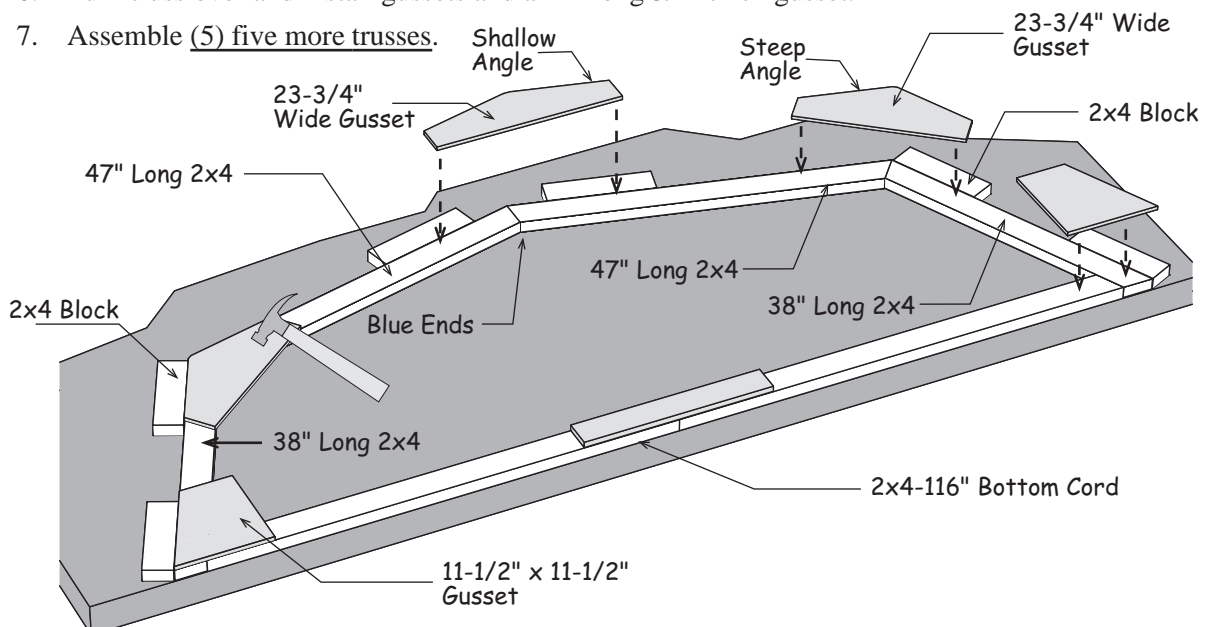 7. Assemble (5) five more trusses.
Shallow
Angle
23-3/4"
Wide Gusset
Steep
Angle
23-3/4" Wide
Gusset
2x4 Block
47" Long 2x4
47" Long 2x4
38" Long 2x4
2x4 Block
Blue Ends
38" Long 2x4
2x4-116" Bottom Cord
11-1/2" x 11-1/2"
Gusset